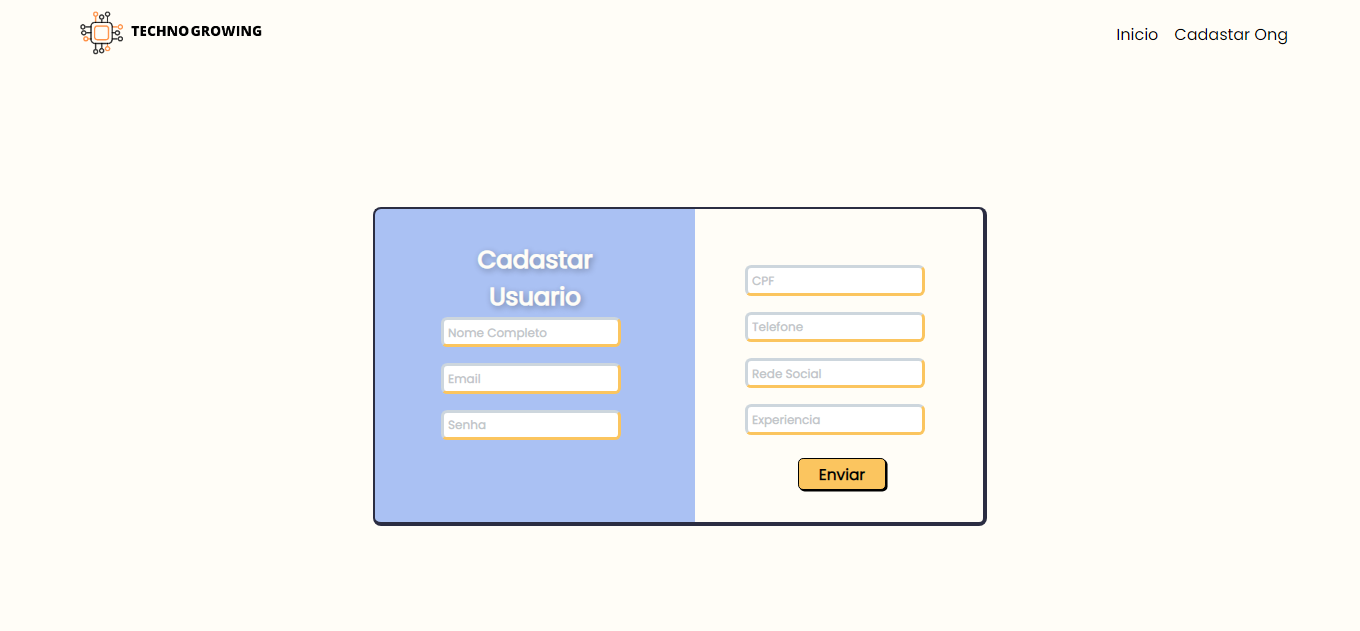 TECHNOGROWING
Inicio Cadastar Ong
Cadastar
Usuario
Nome Completo
Email
Senha
CPF
Telefone
Rede Social
Experiencia
Enviar